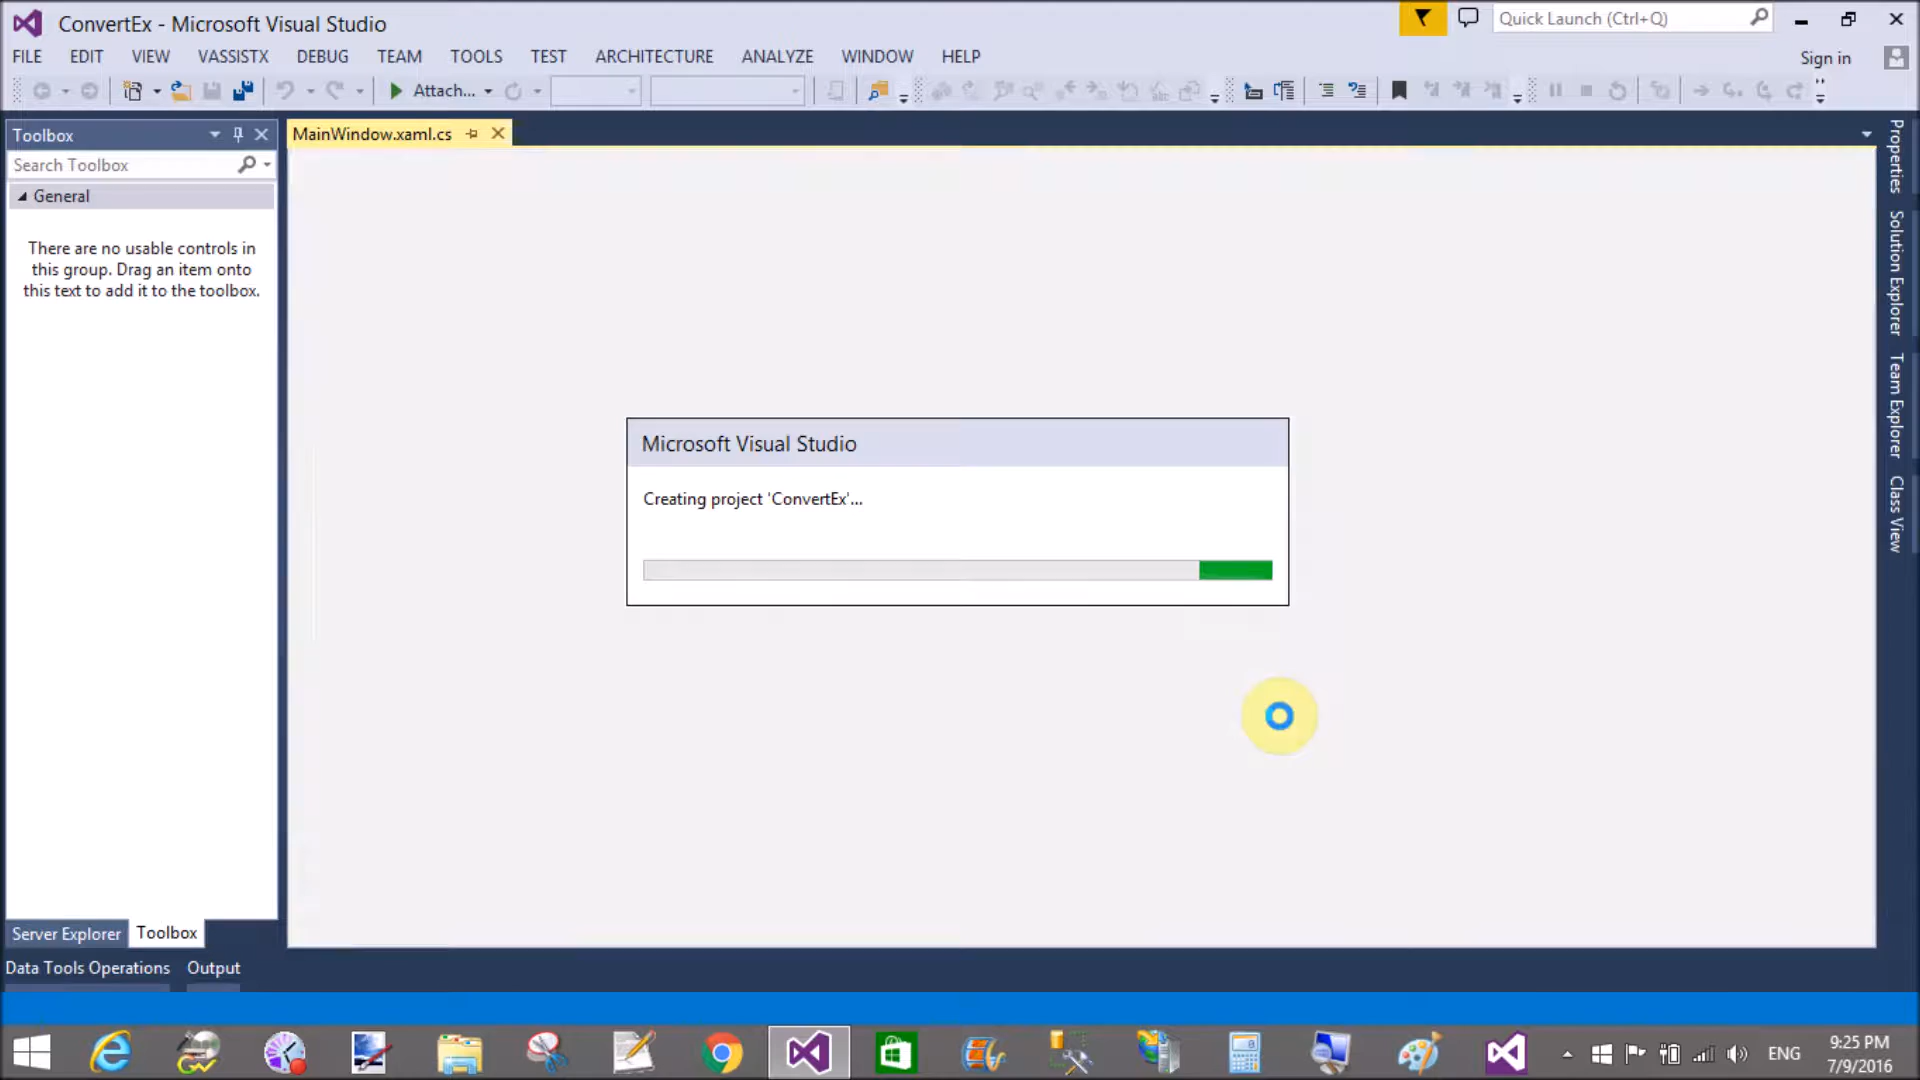 ConvertEx - Microsoft Visual Studio
Quick Launch (Ctrl+Q)
FILE EDIT VIEW VASSISTX DEBUG TEAM TOOLS TEST ARCHITECTURE ANALYZE WINDOW HELP
Sign in
Attach...
Toolbox
MainWindow.xaml.cs
Search Toolbox
General
There are no usable controls in
this group. Drag an item onto
this text to add it to the toolbox.
Microsoft Visual Studio
Creating project 'ConvertEx'...
Properties
Solution Explorer
Team Explorer
Class View
Server Explorer Toolbox
Data Tools Operations Output
ENG
9:25 PM
7/9/2016